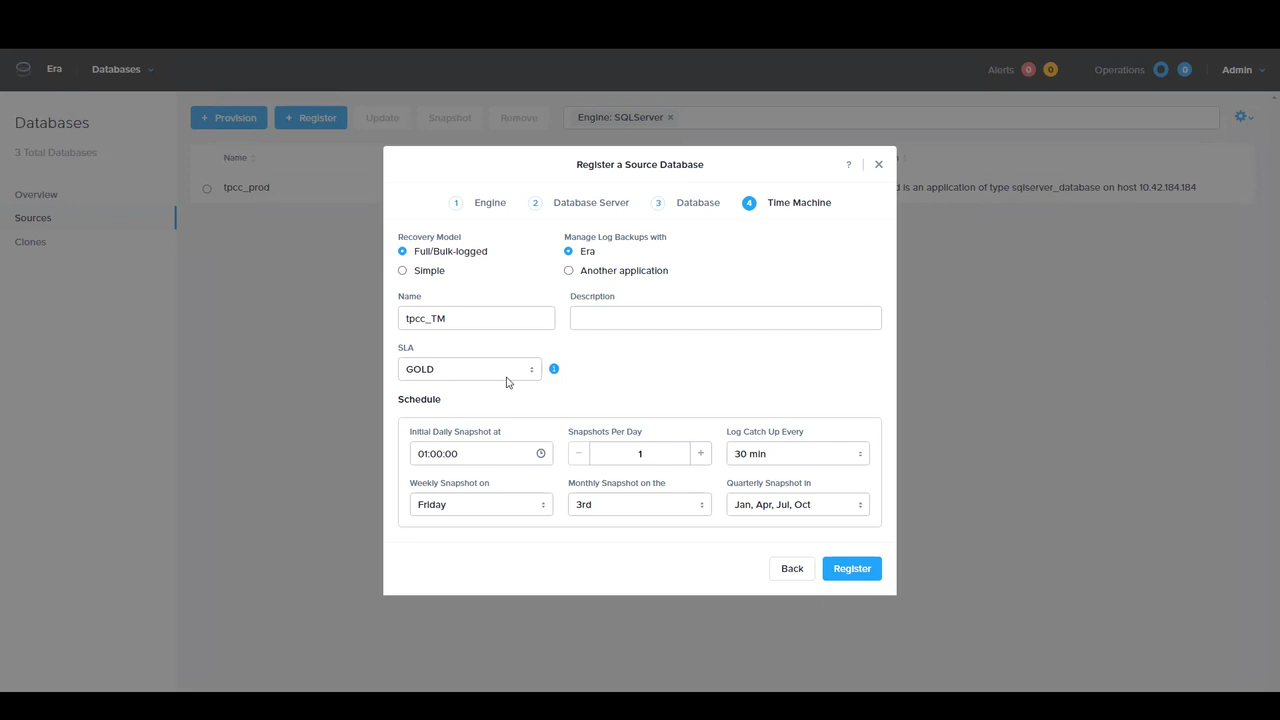 Era Databases Alerts 0 0 Operations 0 Admin
Databases
3 Total Databases
Overview
Sources
Clones
+ Provision + Register Update Snapshot Remove Engine: SQLServer ×
Name
tpcc_prod
d is an application of type sqlserver_database on host 10.42.184.184
Register a Source Database ? ×
1 Engine 2 Database Server 3 Database 4 Time Machine
Recovery Model Manage Log Backups with
Full/Bulk-logged Era
Simple Another application
Name Description
tpcc_TM
SLA
GOLD
Schedule
Initial Daily Snapshot at Snapshots Per Day Log Catch Up Every
01:00:00 − 1 + 30 min
Weekly Snapshot on Monthly Snapshot on the Quarterly Snapshot in
Friday 3rd Jan, Apr, Jul, Oct
Back Register